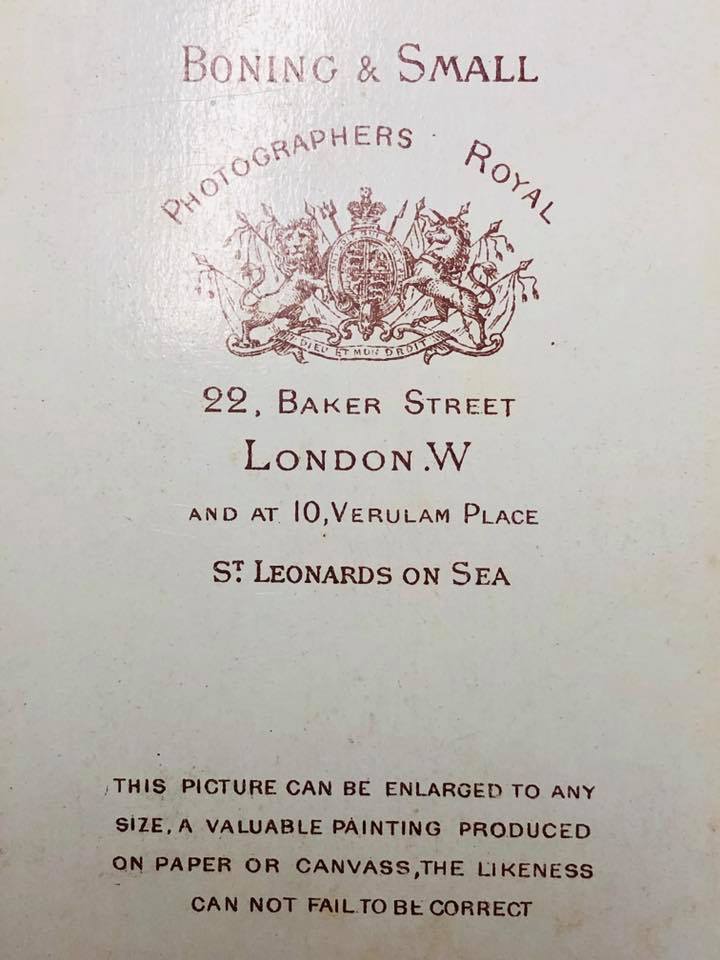 BONING & SMALL
PHOTOGRAPHERS ROYAL
DIEU ET MON DROIT
22, BAKER STREET
LONDON.W
AND AT 10, VERULAM PLACE
ST LEONARDS ON SEA
THIS PICTURE CAN BE ENLARGED TO ANY
SIZE, A VALUABLE PAINTING PRODUCED
ON PAPER OR CANVASS, THE LIKENESS
CAN NOT FAIL TO BE CORRECT